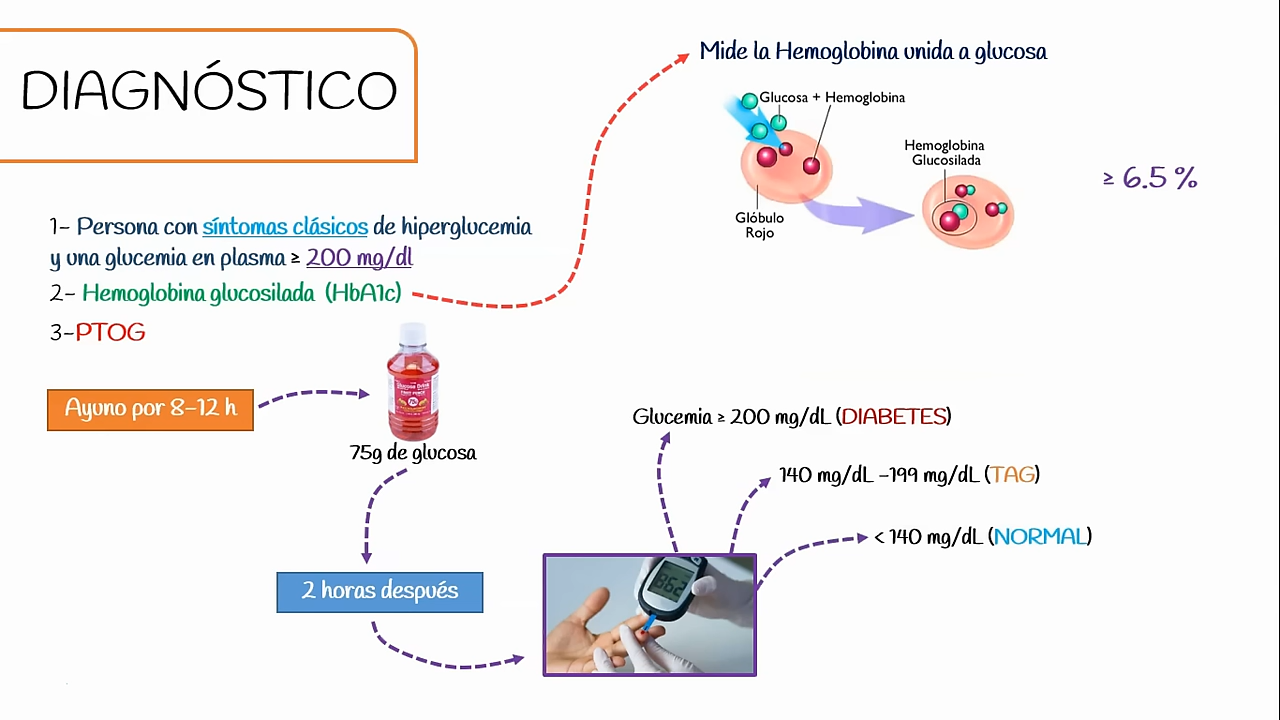 DIAGNÓSTICO
Mide la Hemoglobina unida a glucosa
Glucosa + Hemoglobina
Hemoglobina
Glucosilada
Glóbulo
Rojo
≥ 6.5 %
1- Persona con síntomas clásicos de hiperglucemia
y una glucemia en plasma ≥ 200 mg/dl
2- Hemoglobina glucosilada (HbA1c)
3-PTOG
Ayuno por 8-12 h
Glucose Drink
75g de glucosa
2 horas después
Glucemia ≥ 200 mg/dL (DIABETES)
140 mg/dL -199 mg/dL (TAG)
< 140 mg/dL (NORMAL)